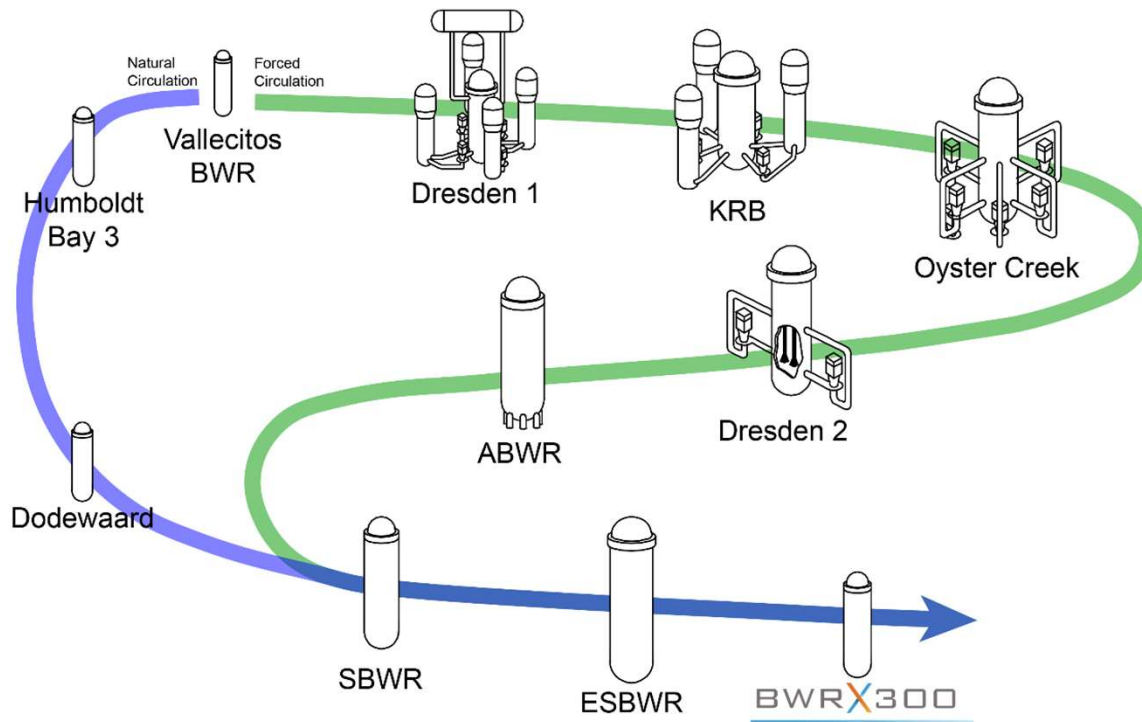 Natural
Circulation
Forced
Circulation
Vallecitos
BWR
Dresden 1
KRB
Oyster Creek
Humboldt
Bay 3
Dresden 2
ABWR
Dodewaard
SBWR
ESBWR
BWRX300